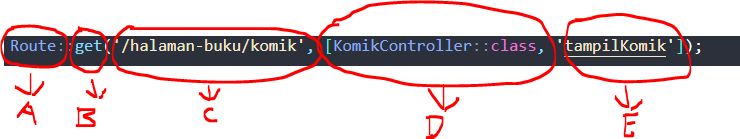 Route::get('/halaman-buku/komik', [KomikController::class, 'tampilKomik']);
A B C D E